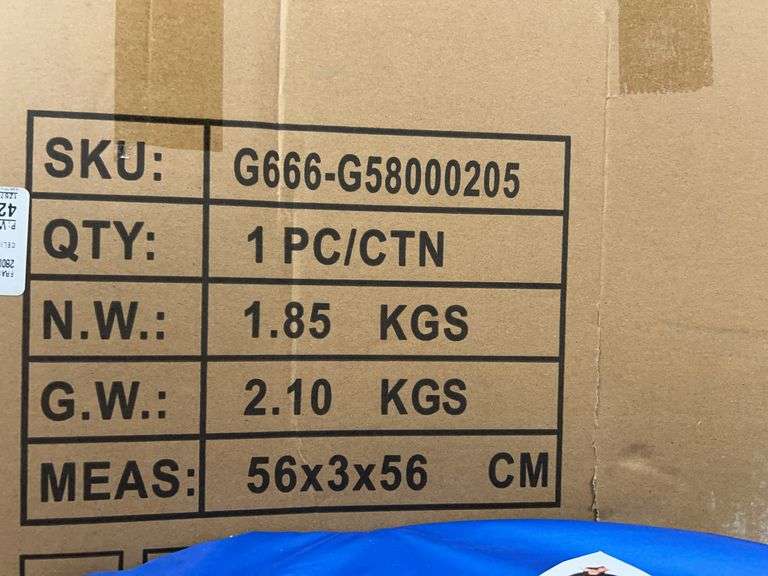 SKU: G666-G58000205
QTY: 1 PC/CTN
N.W.: 1.85 KGS
G.W.: 2.10 KGS
MEAS: 56x3x56 CM